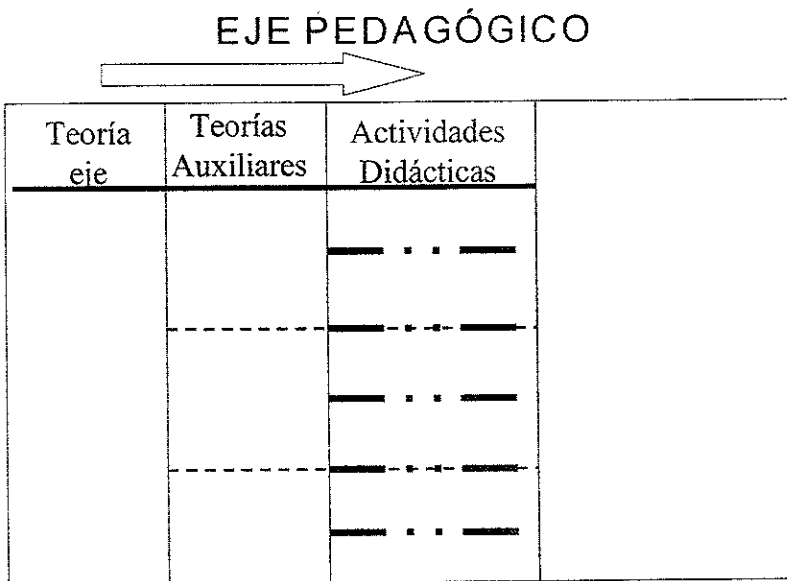 EJE PEDAGÓGICO
Teoría
eje
Teorías
Auxiliares
Actividades
Didácticas